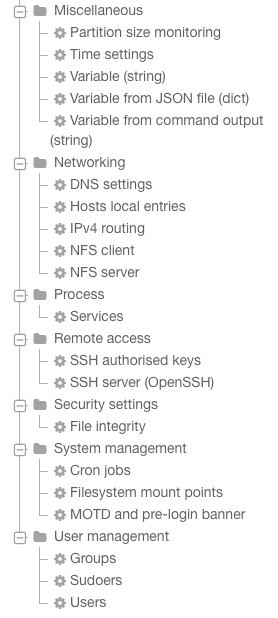 Miscellaneous
Partition size monitoring
Time settings
Variable (string)
Variable from JSON file (dict)
Variable from command output
(string)
Networking
DNS settings
Hosts local entries
IPv4 routing
NFS client
NFS server
Process
Services
Remote access
SSH authorised keys
SSH server (OpenSSH)
Security settings
File integrity
System management
Cron jobs
Filesystem mount points
MOTD and pre-login banner
User management
Groups
Sudoers
Users